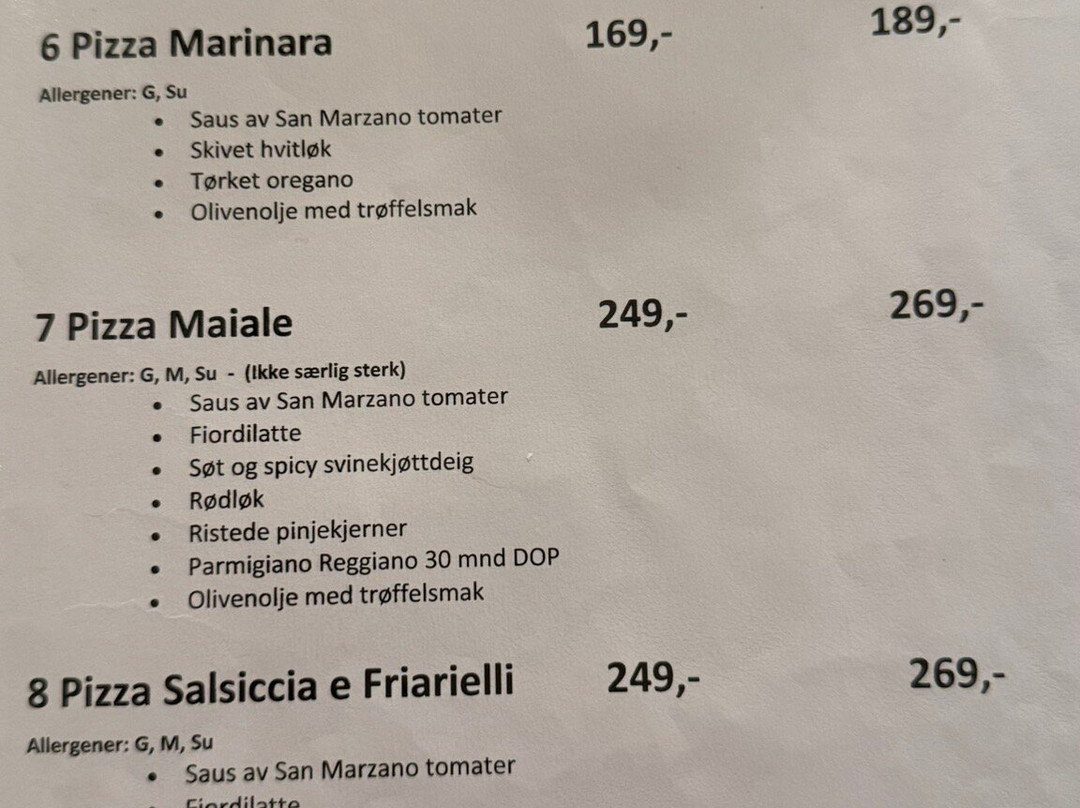 6 Pizza Marinara 169,- 189,-
Allergener: G, Su
• Saus av San Marzano tomater
• Skivet hvitløk
• Tørket oregano
• Olivenolje med trøffelsmak
7 Pizza Maiale 249,- 269,-
Allergener: G, M, Su - (Ikke særlig sterk)
• Saus av San Marzano tomater
• Fiordilatte
• Søt og spicy svinekjøttdeig
• Rødløk
• Ristede pinjekjerner
• Parmigiano Reggiano 30 mnd DOP
• Olivenolje med trøffelsmak
8 Pizza Salsiccia e Friarielli 249,- 269,-
Allergener: G, M, Su
• Saus av San Marzano tomater
• Fiordilatte